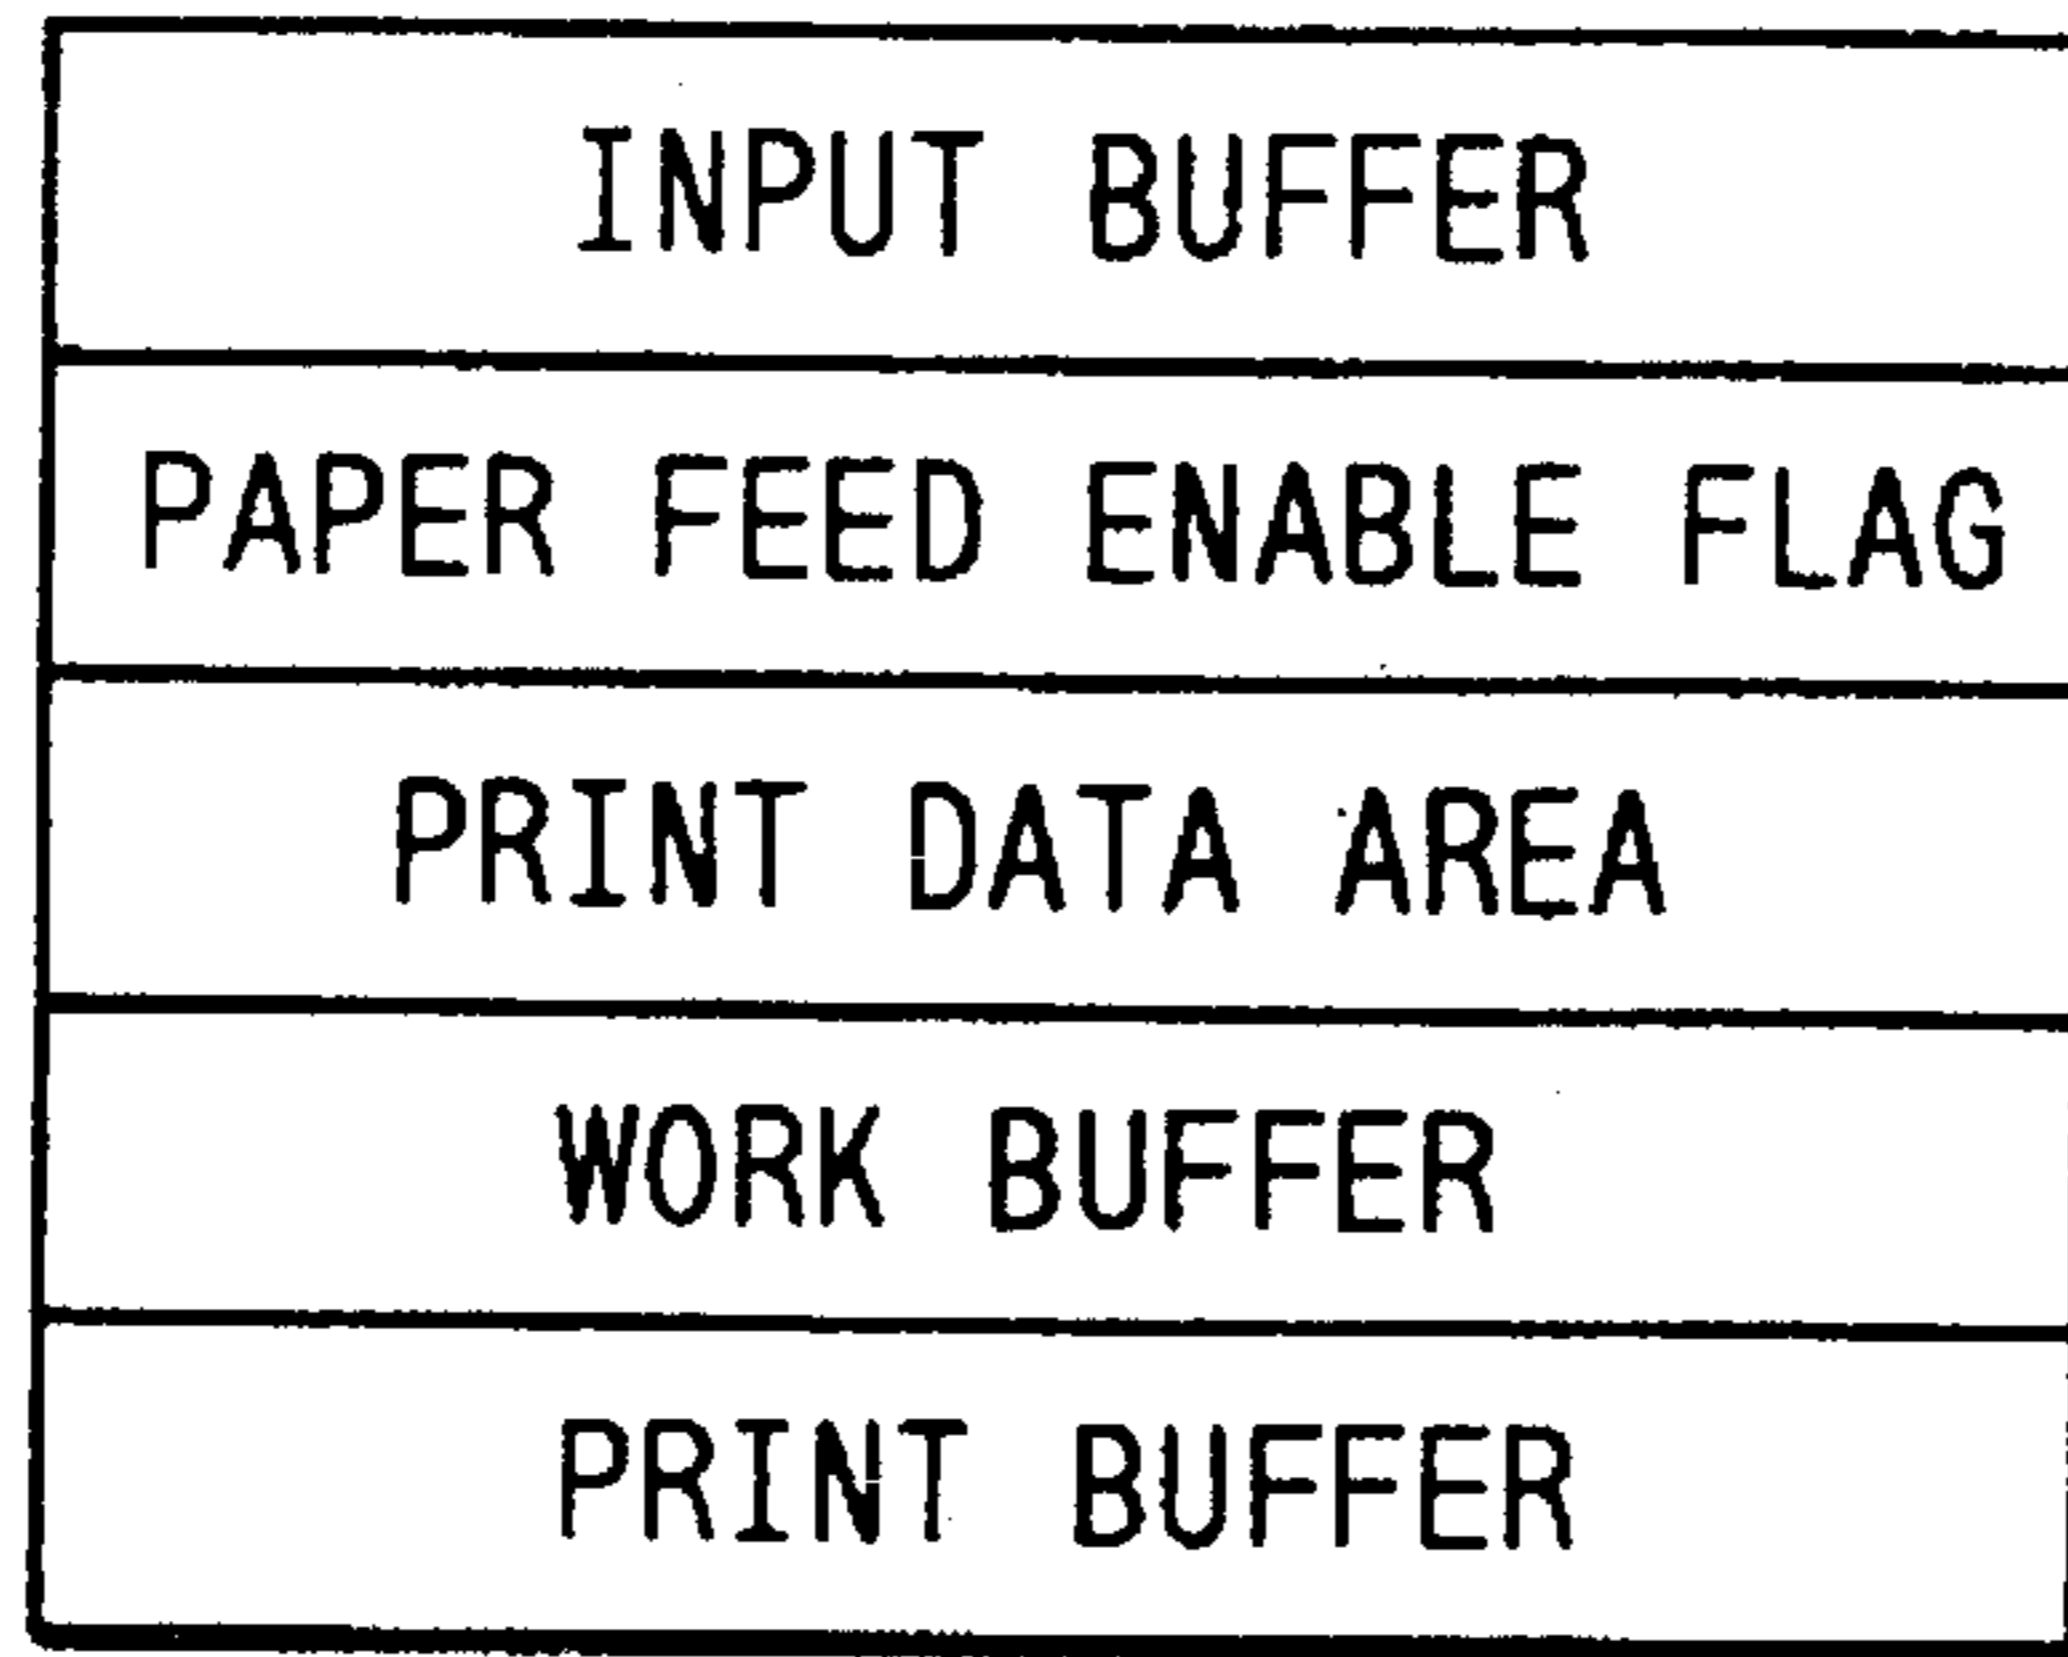 INPUT BUFFER
PAPER FEED ENABLE FLAG
PRINT DATA AREA
WORK BUFFER
PRINT BUFFER